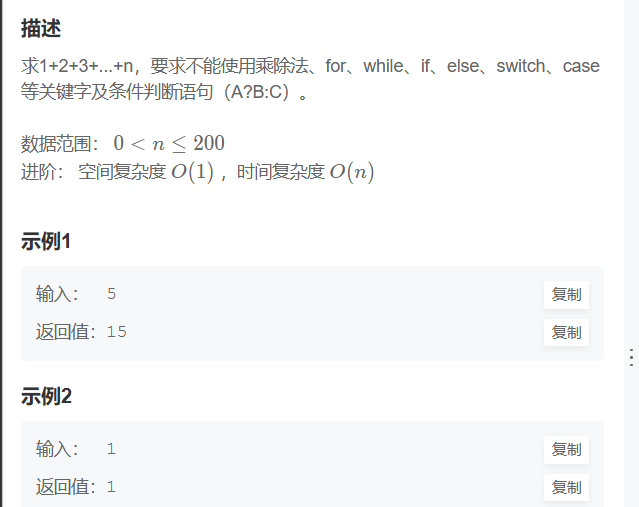 描述
求1+2+3+...+n，要求不能使用乘除法、for、while、if、else、switch、case
等关键字及条件判断语句（A?B:C）。
数据范围： 0 < n ≤ 200
进阶： 空间复杂度 O(1) ，时间复杂度 O(n)
示例1
输入： 5 复制
返回值：15 复制
示例2
输入： 1 复制
返回值：1 复制